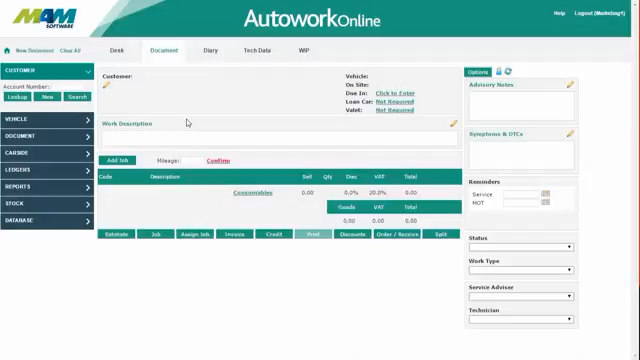 MAM SOFTWARE
Autowork Online
Help Logout (Marketing1)
New Document Clear All
Desk Document Diary Tech Data WIP
CUSTOMER
Account Number:
Lookup New Search
VEHICLE
DOCUMENT
CARSIDE
LEDGERS
REPORTS
STOCK
DATABASE
Customer:
Vehicle:
On Site:
Due In: Click to Enter
Loan Car: Not Required
Valet: Not Required
Work Description
Add Job Mileage: Confirm
Code Description Sell Qty Disc VAT Total
Consumables 0.00 0.0% 20.0% 0.00
Goods VAT Total
0.00 0.00 0.00
Estimate Job Assign Job Invoice Credit Print Discounts Order / Receive Split
Options
Advisory Notes
Symptoms & DTCs
Reminders
Service
MOT
Status
Work Type
Service Advisor
Technician